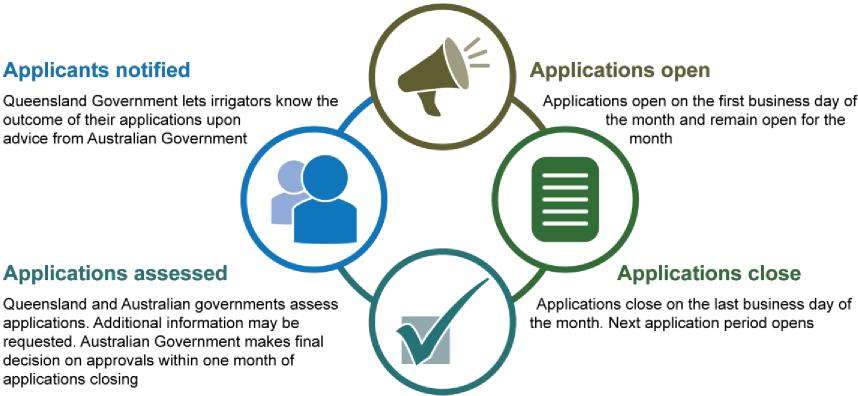 Applicants notified
Queensland Government lets irrigators know the
outcome of their applications upon
advice from Australian Government
Applications open
Applications open on the first business day of
the month and remain open for the
month
Applications assessed
Queensland and Australian governments assess
applications. Additional information may be
requested. Australian Government makes final
decision on approvals within one month of
applications closing
Applications close
Applications close on the last business day of
the month. Next application period opens